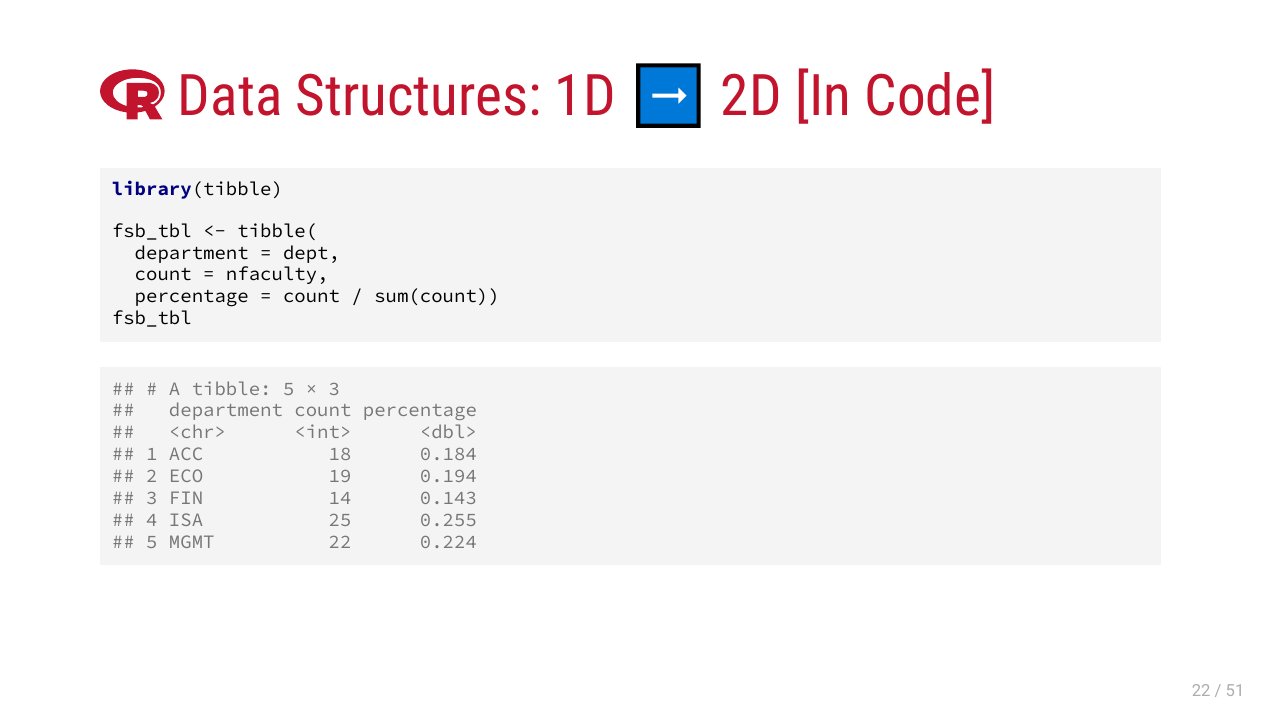 R Data Structures: 1D → 2D [In Code]
library(tibble)
fsb_tbl <- tibble(
  department = dept,
  count = nfaculty,
  percentage = count / sum(count))
fsb_tbl
## # A tibble: 5 × 3
##   department count percentage
##   <chr>      <int>      <dbl>
## 1 ACC           18      0.184
## 2 ECO           19      0.194
## 3 FIN           14      0.143
## 4 ISA           25      0.255
## 5 MGMT          22      0.224
22 / 51